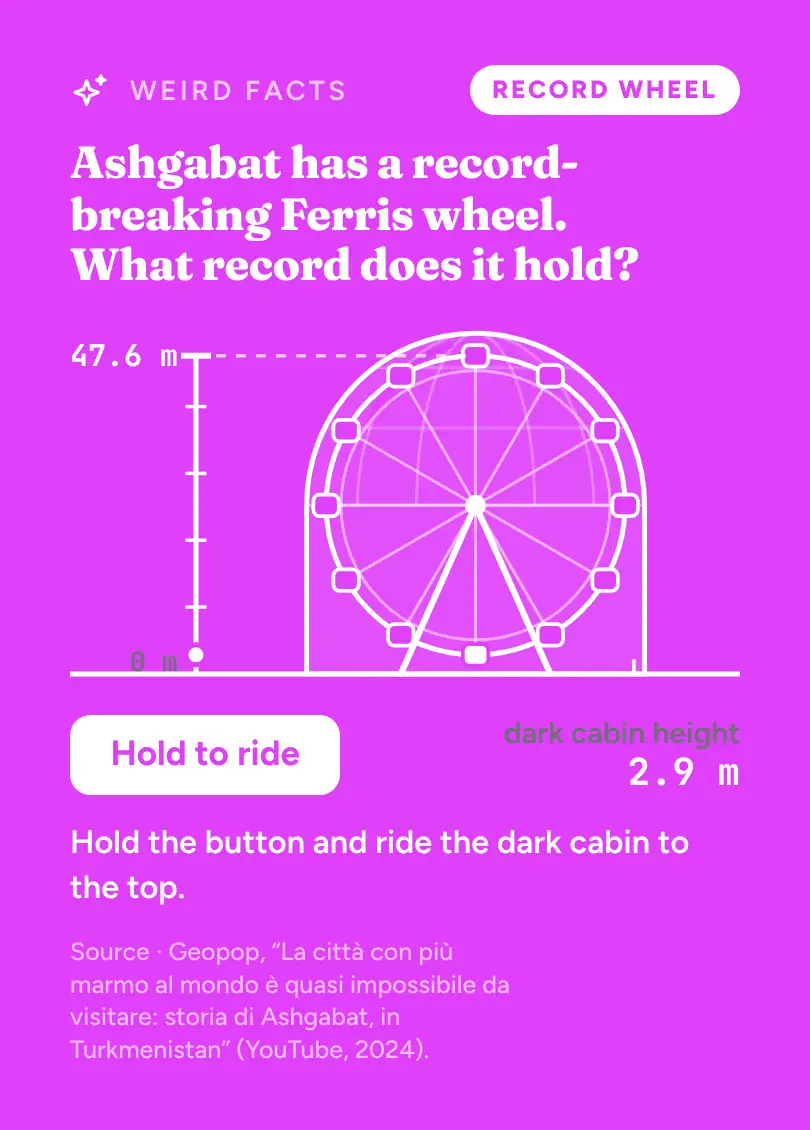 WEIRD FACTS
RECORD WHEEL
Ashgabat has a record-
breaking Ferris wheel.
What record does it hold?
47.6 m
0 m
Hold to ride
dark cabin height
2.9 m
Hold the button and ride the dark cabin to
the top.
Source · Geopop, “La città con più
marmo al mondo è quasi impossibile da
visitare: storia di Ashgabat, in
Turkmenistan” (YouTube, 2024).